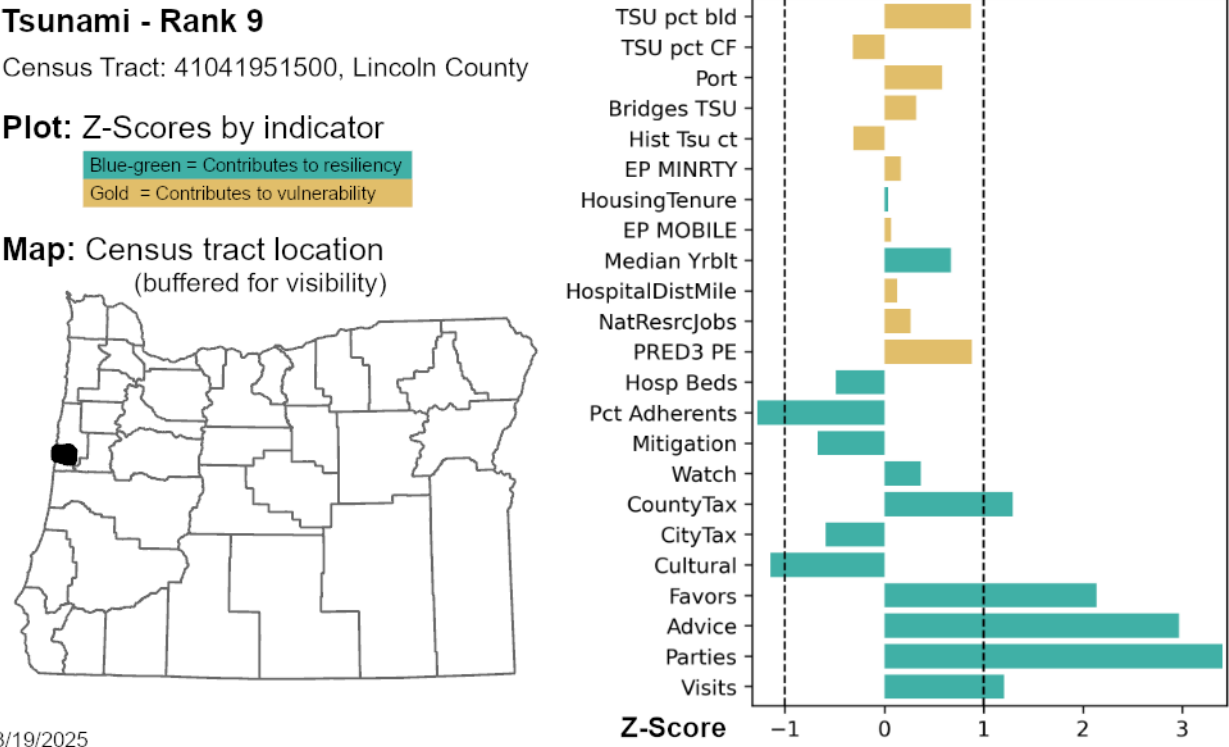 Tsunami - Rank 9
Census Tract: 41041951500, Lincoln County
Plot: Z-Scores by indicator
Blue-green = Contributes to resiliency
Gold = Contributes to vulnerability
Map: Census tract location
(buffered for visibility)
/19/2025
TSU pct bld
TSU pct CF
Port
Bridges TSU
Hist Tsu ct
EP MINRTY
HousingTenure
EP MOBILE
Median Yrblt
HospitalDistMile
NatResrcJobs
PRED3 PE
Hosp Beds
Pct Adherents
Mitigation
Watch
CountyTax
CityTax
Cultural
Favors
Advice
Parties
Visits
Z-Score
−1 0 1 2 3